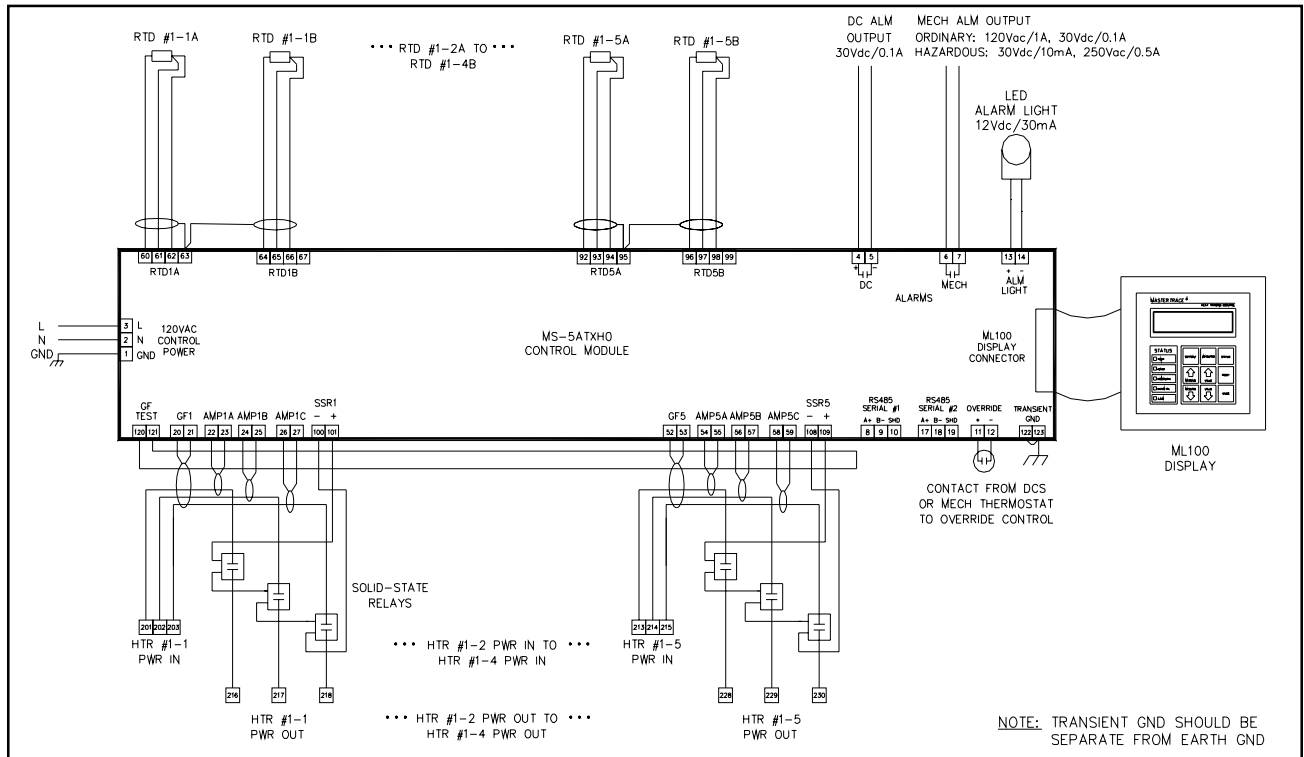 RTD #1-1A
RTD #1-1B
••• RTD #1-2A TO •••
RTD #1-4B
RTD #1-5A
RTD #1-5B
DC ALM
OUTPUT
30Vdc/0.1A
MECH ALM OUTPUT
ORDINARY: 120Vac/1A, 30Vdc/0.1A
HAZARDOUS: 30Vdc/10mA, 250Vac/0.5A
LED
ALARM LIGHT
12Vdc/30mA
60 61 62 63
RTD1A
64 65 66 67
RTD1B
92 93 94 95
RTD5A
96 97 98 99
RTD5B
4 5
+ -
DC
6 7
MECH
ALARMS
13 14
+ -
ALM
LIGHT
L
N
GND
3 L
2 N
1 GND
120VAC
CONTROL
POWER
MS-5ATXH0
CONTROL MODULE
ML100
DISPLAY
CONNECTOR
MASTER TRACE
STATUS
ML100
DISPLAY
GF
TEST
120 121
GF1
20 21
AMP1A
22 23
AMP1B
24 25
AMP1C
26 27
SSR1
- +
100 101
GF5
52 53
AMP5A
54 55
AMP5B
56 57
AMP5C
58 59
SSR5
- +
108 109
RS485
SERIAL #1
A+ B- SHD
8 9 10
RS485
SERIAL #2
A+ B- SHD
17 18 19
OVERRIDE
+ -
11 12
TRANSIENT
GND
122 123
CONTACT FROM DCS
OR MECH THERMOSTAT
TO OVERRIDE CONTROL
SOLID-STATE
RELAYS
201 202 203
HTR #1-1
PWR IN
••• HTR #1-2 PWR IN TO •••
HTR #1-4 PWR IN
213 214 215
HTR #1-5
PWR IN
216 217 218
HTR #1-1
PWR OUT
••• HTR #1-2 PWR OUT TO •••
HTR #1-4 PWR OUT
228 229 230
HTR #1-5
PWR OUT
NOTE: TRANSIENT GND SHOULD BE
SEPARATE FROM EARTH GND